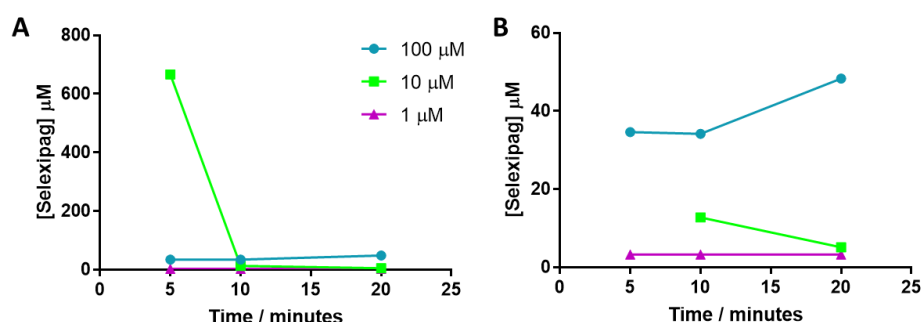 A
[Selexipag] μM
800
600
400
200
0
0 5 10 15 20 25
Time / minutes
100 μM
10 μM
1 μM
B
[Selexipag] μM
60
40
20
0
0 5 10 15 20 25
Time / minutes